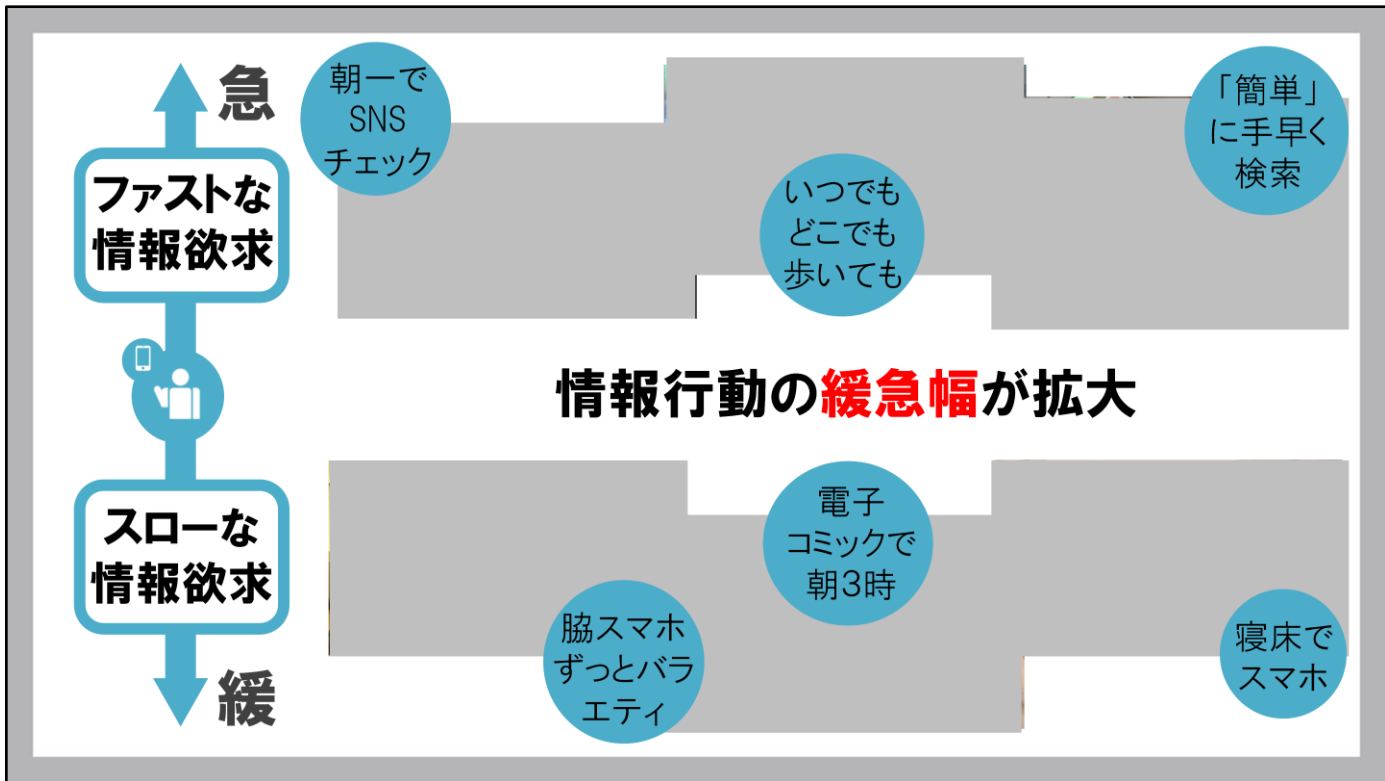 急
ファストな
情報欲求
スローな
情報欲求
緩
朝一で
SNS
チェック
いつでも
どこでも
歩いても
「簡単」
に手早く
検索
情報行動の緩急幅が拡大
脇スマホ
ずっとバラ
エティ
電子
コミックで
朝3時
寝床で
スマホ